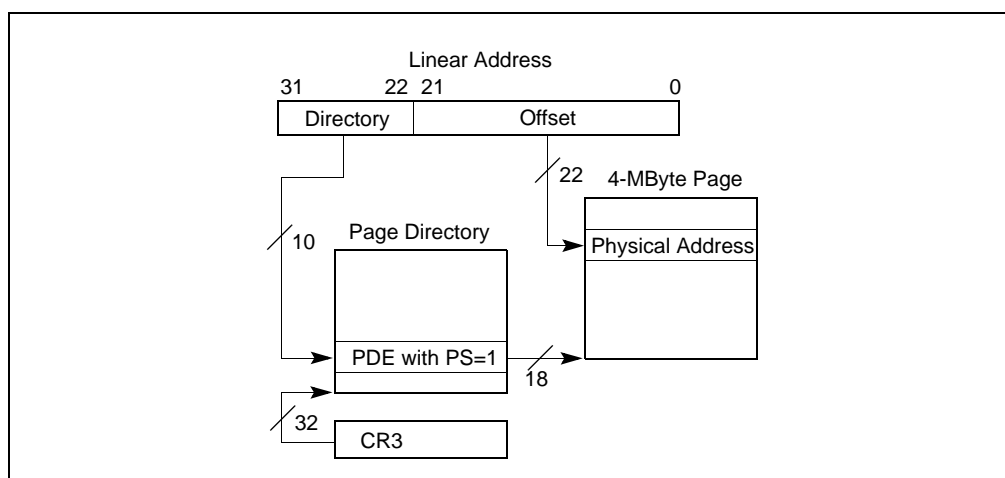 Linear Address
31 22 21 0
Directory Offset
22
4-MByte Page
10
Page Directory
Physical Address
PDE with PS=1
18
32
CR3